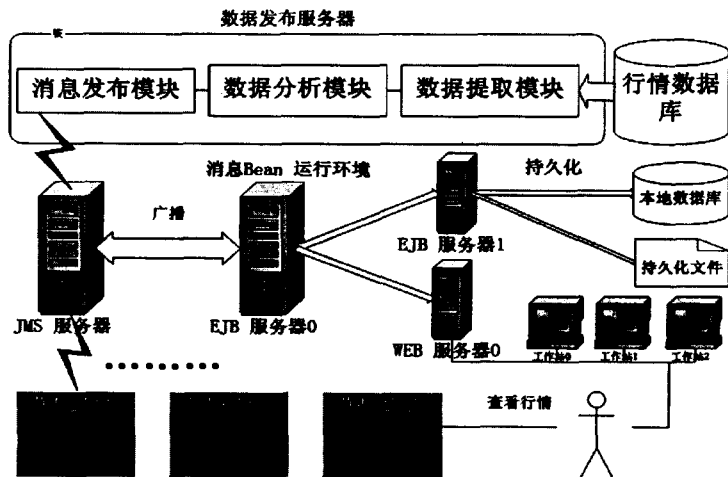 数据发布服务器
消息发布模块
数据分析模块
数据提取模块
行情数据
库
消息Bean 运行环境
持久化
广播
本地数据库
EJB 服务器1
持久化文件
JMS 服务器
EJB 服务器0
WEB 服务器0
工作站0
工作站1
工作站2
查看行情